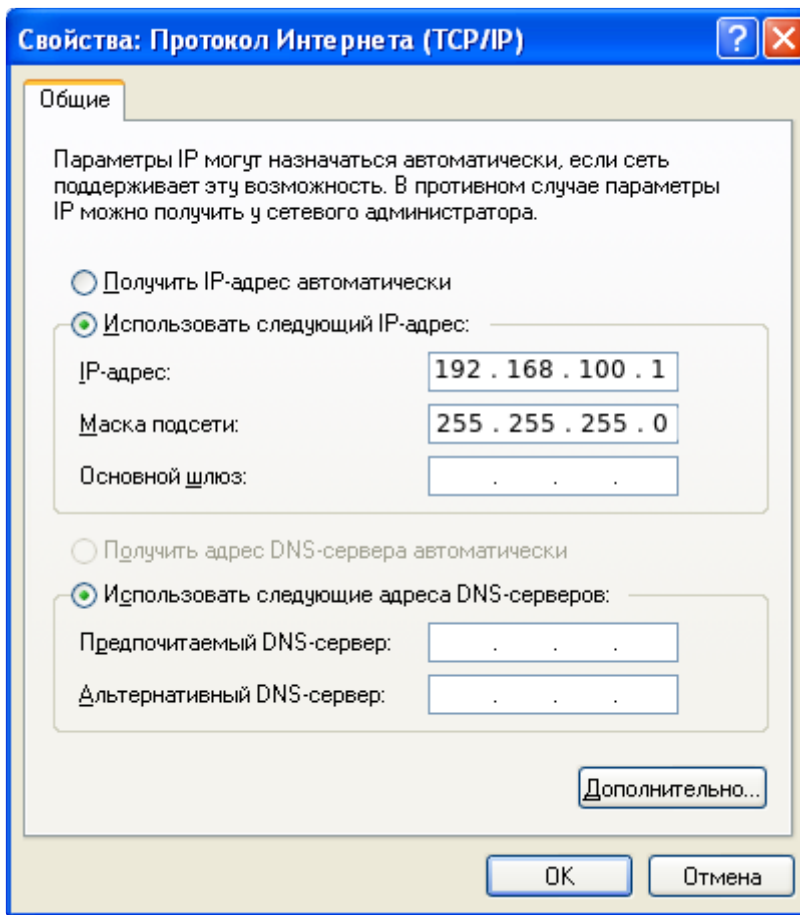 Свойства: Протокол Интернета (TCP/IP)
Общие
Параметры IP могут назначаться автоматически, если сеть
поддерживает эту возможность. В противном случае параметры
IP можно получить у сетевого администратора.
Получить IP-адрес автоматически
Использовать следующий IP-адрес:
IP-адрес: 192 . 168 . 100 . 1
Маска подсети: 255 . 255 . 255 . 0
Основной шлюз: . . .
Получить адрес DNS-сервера автоматически
Использовать следующие адреса DNS-серверов:
Предпочитаемый DNS-сервер: . . .
Альтернативный DNS-сервер: . . .
Дополнительно...
OK Отмена